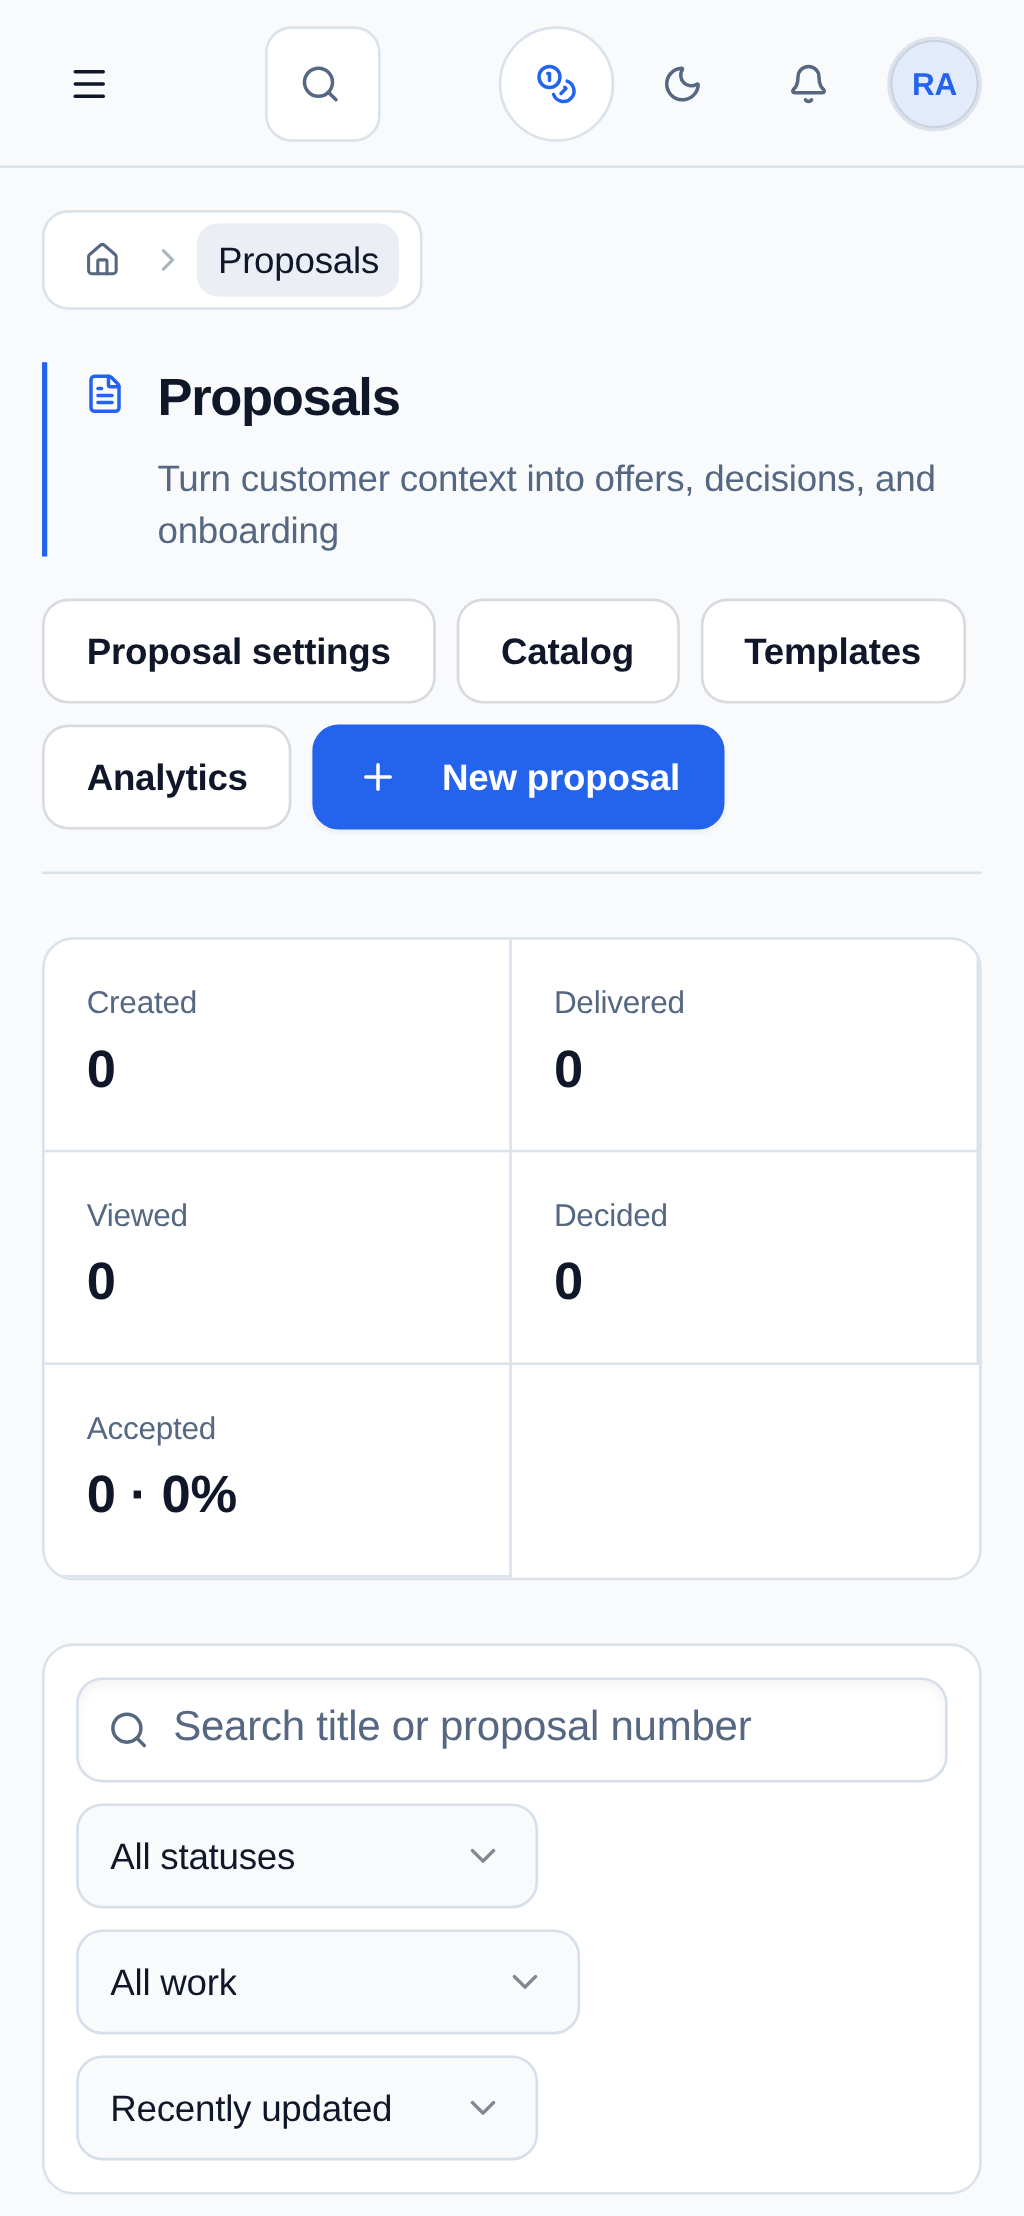 RA
Proposals
Proposals
Turn customer context into offers, decisions, and
onboarding
Proposal settings
Catalog
Templates
Analytics
New proposal
Created
0
Delivered
0
Viewed
0
Decided
0
Accepted
0 · 0%
Search title or proposal number
All statuses
All work
Recently updated